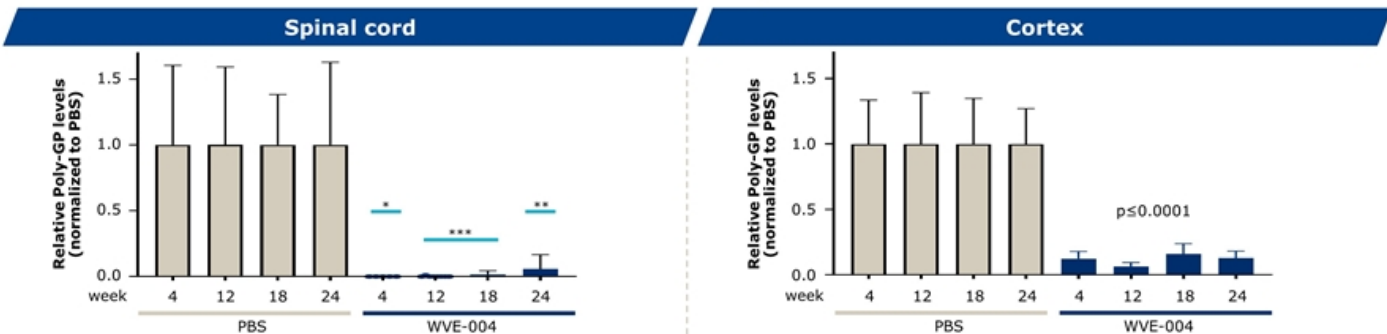 Spinal cord
Relative Poly-GP levels
(normalized to PBS)
1.5
1.0
0.5
0.0
*
***
**
week 4 12 18 24 4 12 18 24
PBS WVE-004
Cortex
Relative Poly-GP levels
(normalized to PBS)
1.5
1.0
0.5
0.0
p≤0.0001
week 4 12 18 24 4 12 18 24
PBS WVE-004